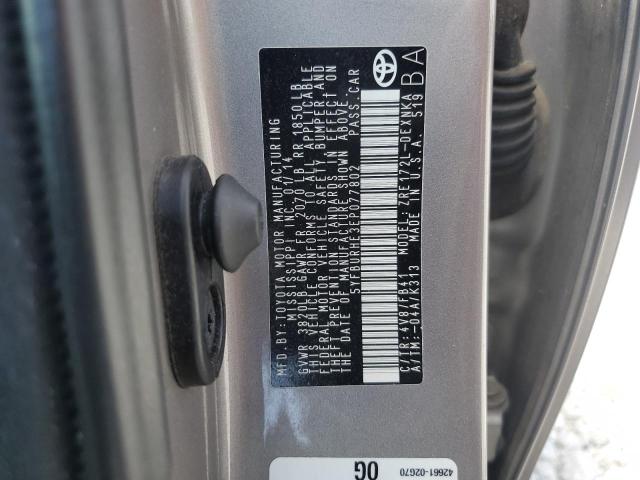 MFD.BY:TOYOTA MOTOR MANUFACTURING
MISSISSIPPI INC. 01/14
GVWR 3820LB GAWR FR 2070 LB RR 1850 LB
THIS VEHICLE CONFORMS TO ALL APPLICABLE
FEDERAL MOTOR VEHICLE SAFETY, BUMPER AND
THEFT PREVENTION STANDARDS IN EFFECT ON
THE DATE OF MANUFACTURE SHOWN ABOVE.
5YFBURHE3EP077802 PASS.CAR
C/TR: 4V8/FB41 MODEL: ZRE172L-DEXNKA
A/TM: -04A/K313 MADE IN U.S.A. 519
BA
42661-02G70
0G